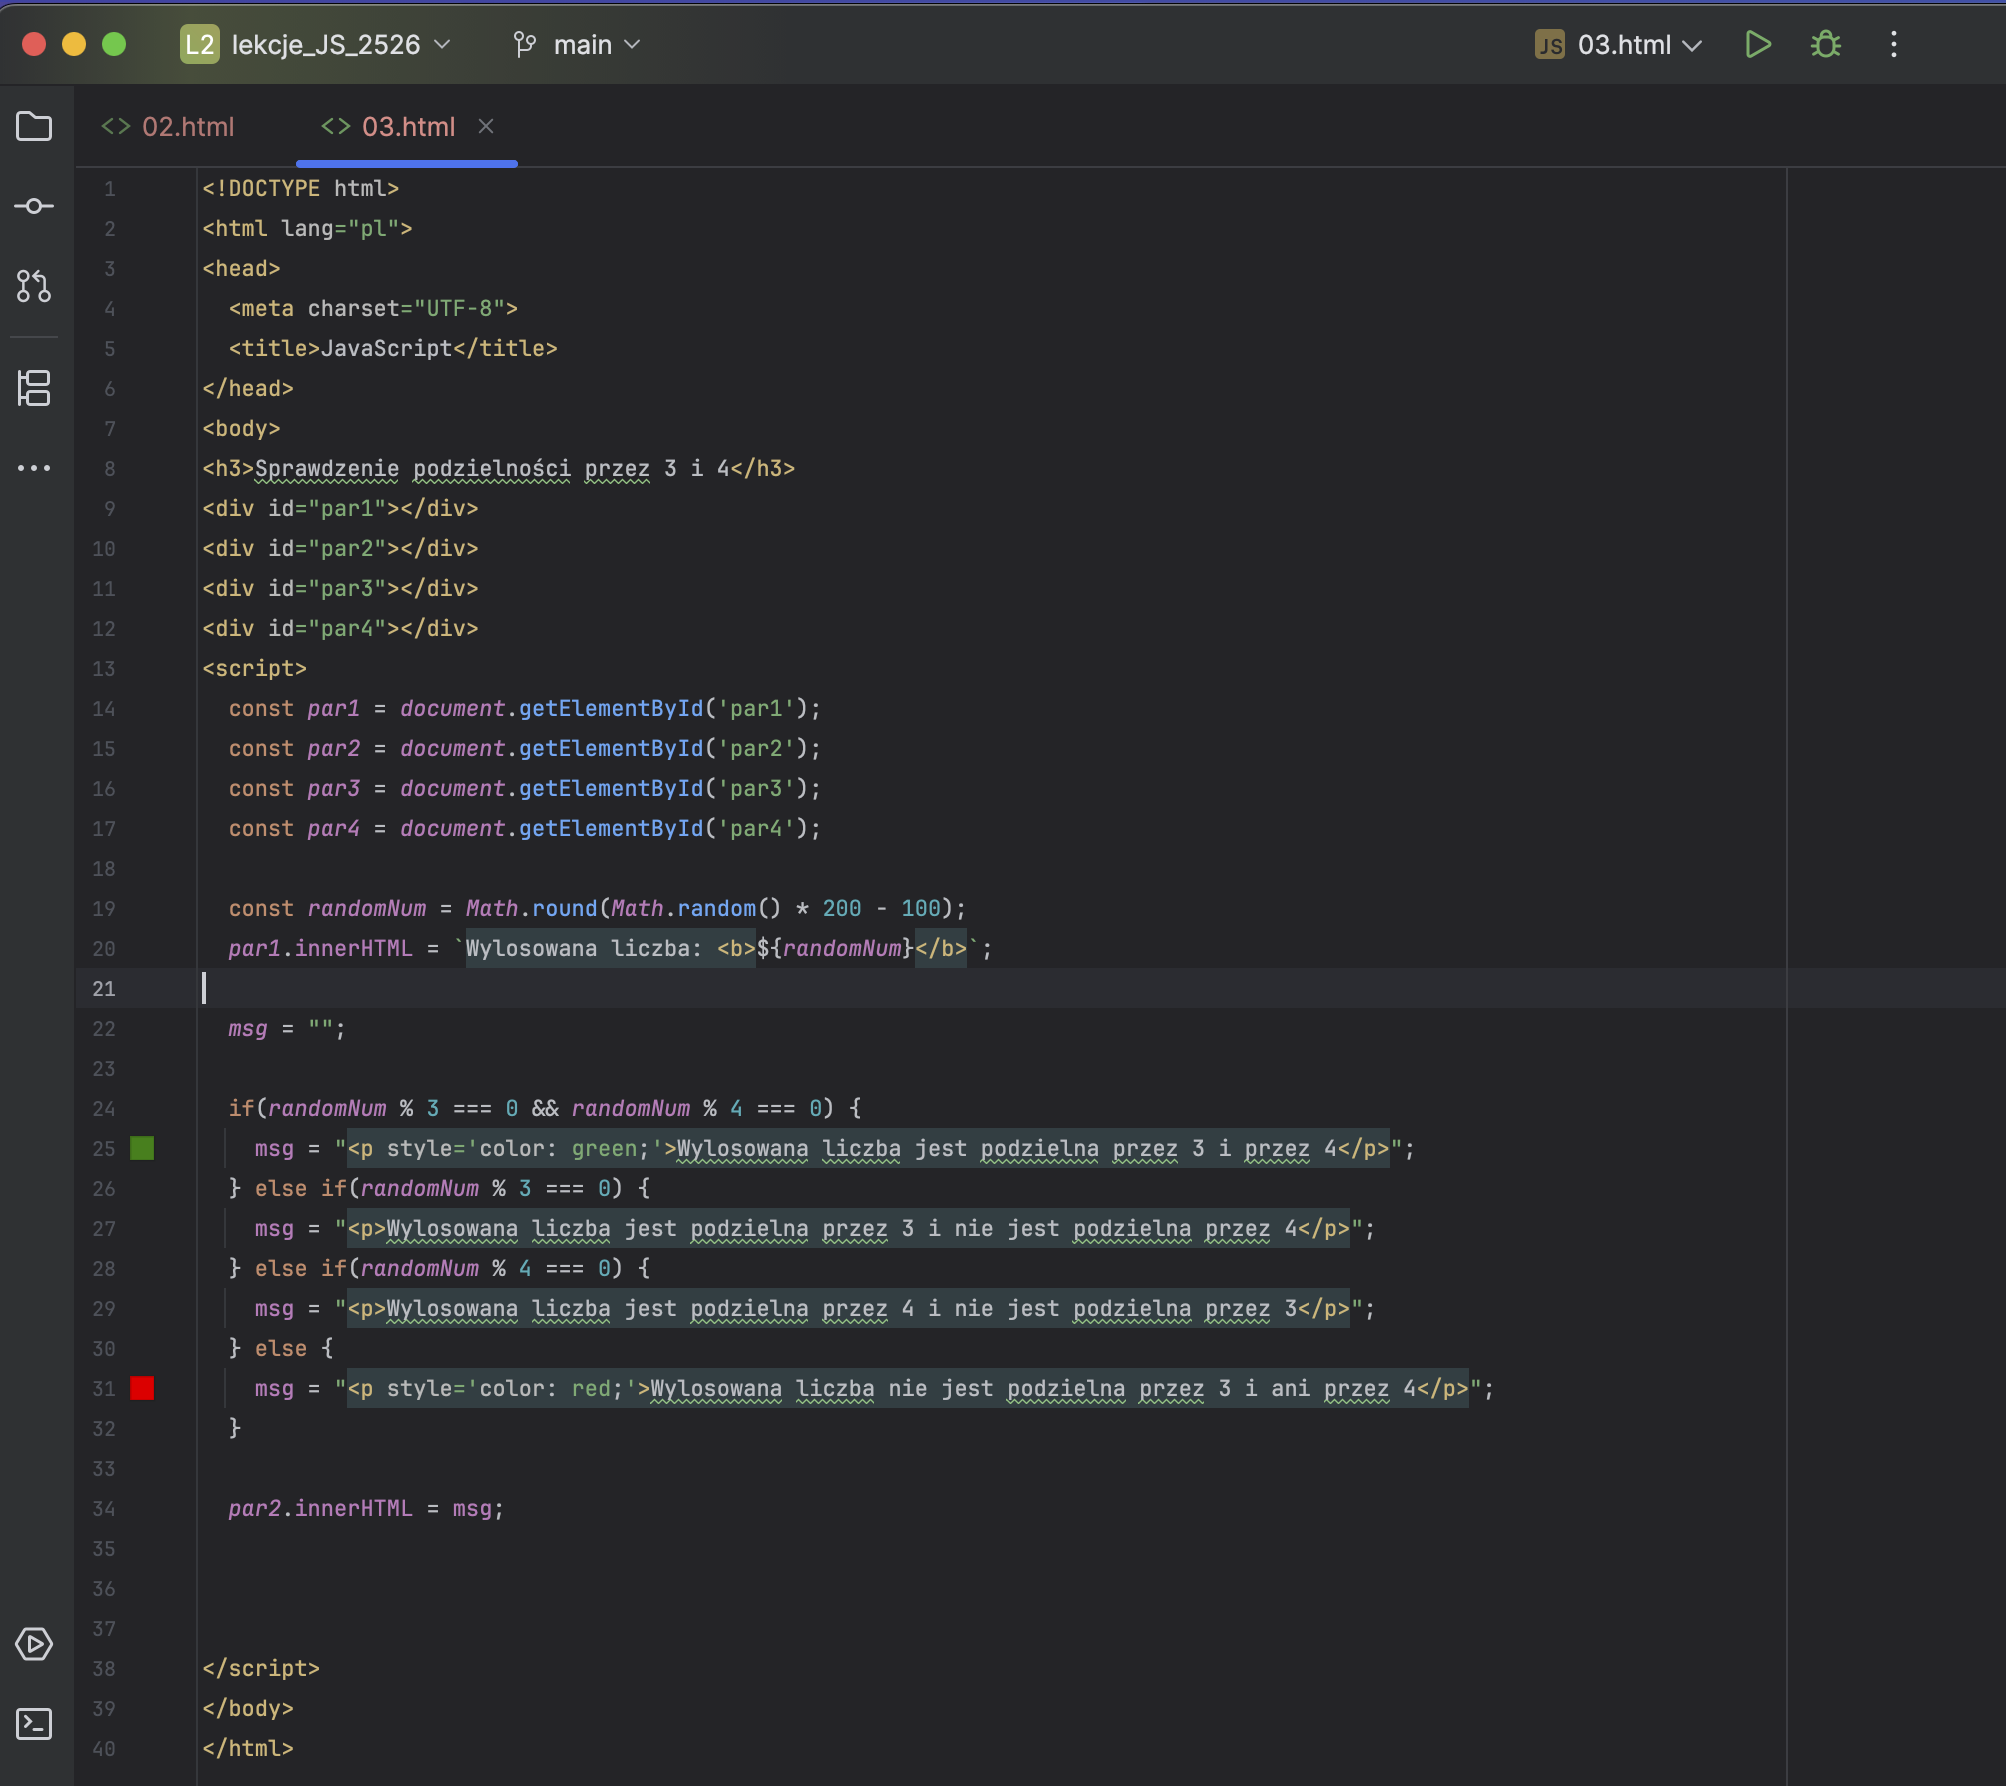 L2 lekcje_JS_2526 main JS 03.html
<> 02.html <> 03.html ×
1 <!DOCTYPE html>
2 <html lang="pl">
3 <head>
4   <meta charset="UTF-8">
5   <title>JavaScript</title>
6 </head>
7 <body>
8 <h3>Sprawdzenie podzielności przez 3 i 4</h3>
9 <div id="par1"></div>
10 <div id="par2"></div>
11 <div id="par3"></div>
12 <div id="par4"></div>
13 <script>
14   const par1 = document.getElementById('par1');
15   const par2 = document.getElementById('par2');
16   const par3 = document.getElementById('par3');
17   const par4 = document.getElementById('par4');
18
19   const randomNum = Math.round(Math.random() * 200 - 100);
20   par1.innerHTML = `Wylosowana liczba: <b>${randomNum}</b>`;
21
22   msg = "";
23
24   if(randomNum % 3 === 0 && randomNum % 4 === 0) {
25     msg = "<p style='color: green;'>Wylosowana liczba jest podzielna przez 3 i przez 4</p>";
26   } else if(randomNum % 3 === 0) {
27     msg = "<p>Wylosowana liczba jest podzielna przez 3 i nie jest podzielna przez 4</p>";
28   } else if(randomNum % 4 === 0) {
29     msg = "<p>Wylosowana liczba jest podzielna przez 4 i nie jest podzielna przez 3</p>";
30   } else {
31     msg = "<p style='color: red;'>Wylosowana liczba nie jest podzielna przez 3 i ani przez 4</p>";
32   }
33
34   par2.innerHTML = msg;
35
36
37
38 </script>
39 </body>
40 </html>